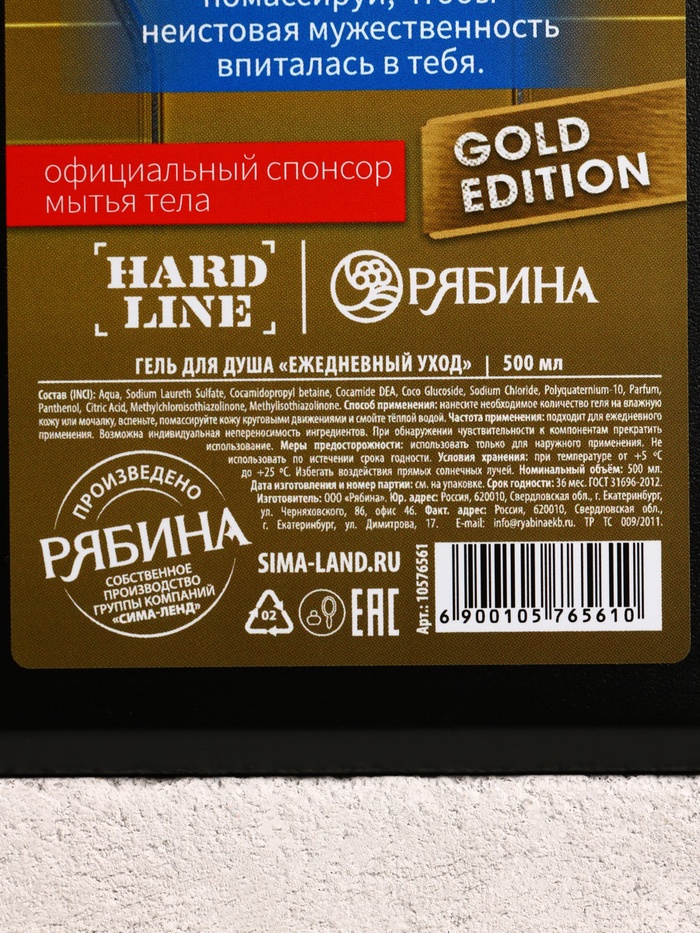 помассируй, чтобы
неистовая мужественность
впиталась в тебя.
официальный спонсор
мытья тела
GOLD
EDITION
HARD
LINE
РЯБИНА
ГЕЛЬ ДЛЯ ДУША «ЕЖЕДНЕВНЫЙ УХОД» | 500 мл
Состав (INCI): Aqua, Sodium Laureth Sulfate, Cocamidopropyl betaine, Cocamide DEA, Coco Glucoside, Sodium Chloride, Polyquaternium-10, Parfum,
Panthenol, Citric Acid, Methylchloroisothiazolinone, Methylisothiazolinone. Способ применения: нанесите необходимое количество геля на влажную
кожу или мочалку, вспеньте, помассируйте кожу круговыми движениями и смойте тёплой водой. Частота применения: подходит для ежедневного
применения. Возможна индивидуальная непереносимость ингредиентов. При обнаружении чувствительности к компонентам прекратить
использование. Меры предосторожности: использовать только для наружного применения. Не
использовать по истечении срока годности. Условия хранения: при температуре от +5 ºС
до +25 ºС. Избегать воздействия прямых солнечных лучей. Номинальный объём: 500 мл.
Дата изготовления и номер партии: см. на упаковке. Срок годности: 36 мес. ГОСТ 31696-2012.
Изготовитель: ООО «Рябина». Юр. адрес: Россия, 620010, Свердловская обл., г. Екатеринбург,
ул. Черняховского, 86, офис 46. Факт. адрес: Россия, 620010, Свердловская обл.,
г. Екатеринбург, ул. Димитрова, 17. E-mail: info@ryabinaekb.ru. ТР ТС 009/2011.
ПРОИЗВЕДЕНО
РЯБИНА
СОБСТВЕННОЕ
ПРОИЗВОДСТВО
ГРУППЫ КОМПАНИЙ
«СИМА-ЛЕНД»
SIMA-LAND.RU
02
EAC
Арт.: 10576561
6 900105 765610